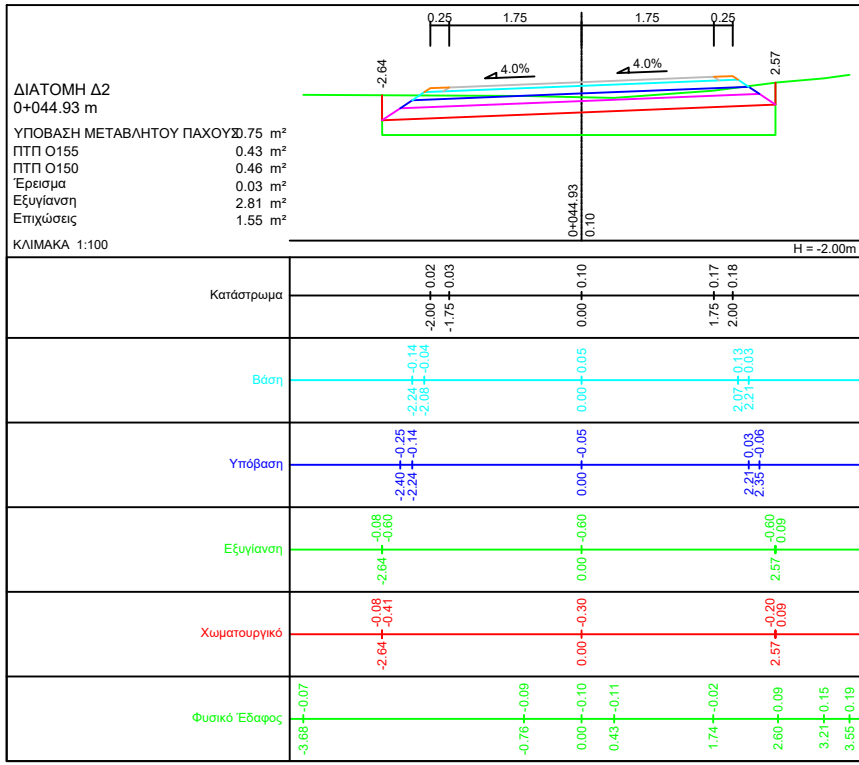 0.25 1.75 1.75 0.25
-2.64 4.0% 4.0% 2.57
ΔΙΑΤΟΜΗ Δ2
0+044.93 m
ΥΠΟΒΑΣΗ ΜΕΤΑΒΛΗΤΟΥ ΠΑΧΟΥΣ 0.75 m²
ΠΤΠ Ο155 0.43 m²
ΠΤΠ Ο150 0.46 m²
Έρεισμα 0.03 m²
Εξυγίανση 2.81 m²
Επιχώσεις 1.55 m²
ΚΛΙΜΑΚΑ 1:100
0+044.93
0.10
H = -2.00m
Κατάστρωμα
-2.00 0.02
-1.75 0.03
0.00 0.10
1.75 0.17
2.00 0.18
Βάση
-2.24 -0.14
-2.08 -0.04
0.00 0.05
2.07 0.13
2.21 0.03
Υπόβαση
-2.40 -0.25
-2.24 -0.14
0.00 -0.05
2.21 0.03
2.35 -0.06
Εξυγίανση
-2.64 -0.08 -0.60
0.00 -0.60
2.57 -0.60 0.09
Χωματουργικό
-2.64 -0.08 -0.41
0.00 -0.30
2.57 -0.20 0.09
Φυσικό Έδαφος
-3.68 -0.07
-0.76 -0.09
0.00 -0.10
0.43 -0.11
1.74 -0.02
2.60 0.09
3.21 0.15
3.55 0.19